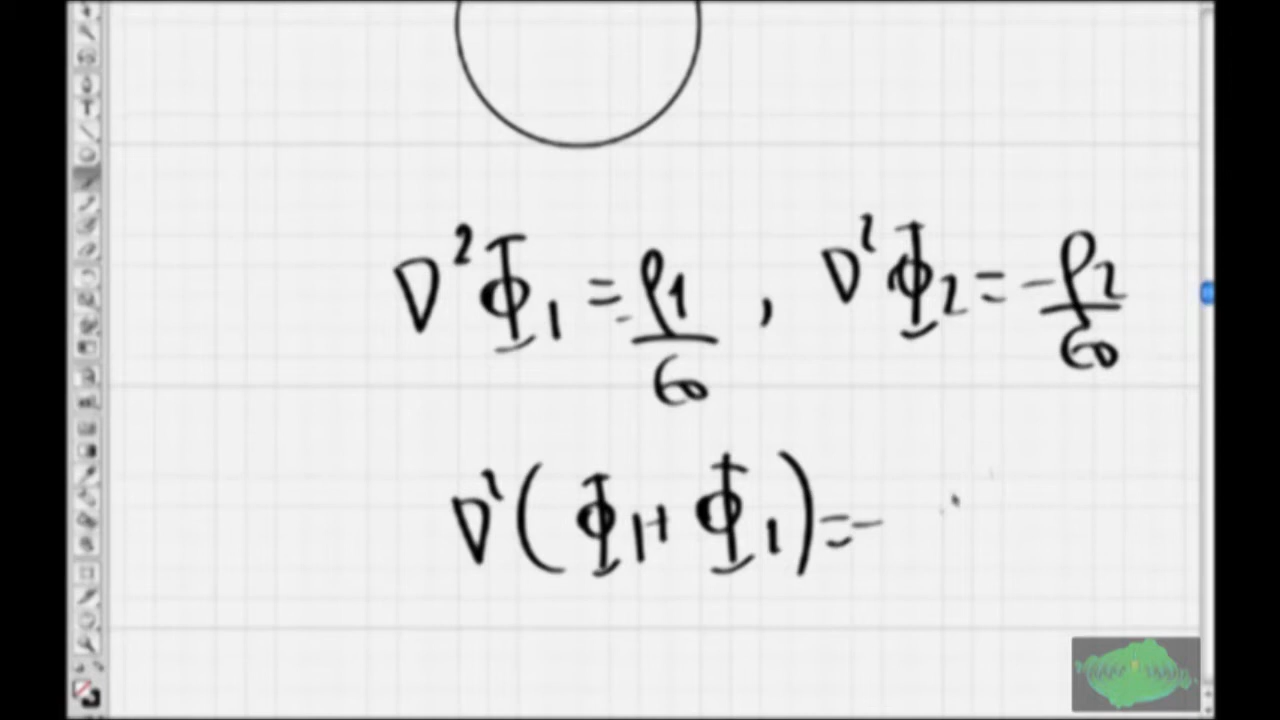 ∇²Φ₁ = ρ₁/ε₀ , ∇²Φ₂ = -ρ₂/ε₀
∇²(Φ₁+Φ₁) = -